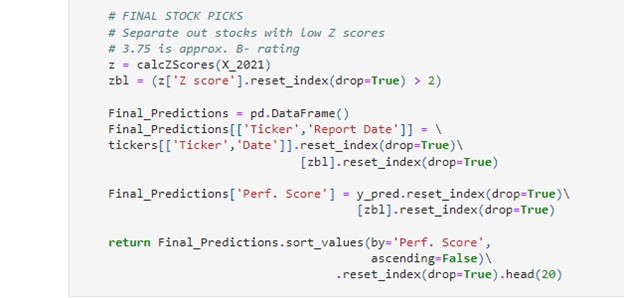 # FINAL STOCK PICKS
# Separate out stocks with low Z scores
# 3.75 is approx. B- rating
z = calcZScores(X_2021)
zbl = (z['Z score'].reset_index(drop=True) > 2)

Final_Predictions = pd.DataFrame()
Final_Predictions[['Ticker','Report Date']] = \
tickers[['Ticker','Date']].reset_index(drop=True)\
                          [zbl].reset_index(drop=True)

Final_Predictions['Perf. Score'] = y_pred.reset_index(drop=True)\
                                  [zbl].reset_index(drop=True)

return Final_Predictions.sort_values(by='Perf. Score',
                                    ascending=False)\
                               .reset_index(drop=True).head(20)